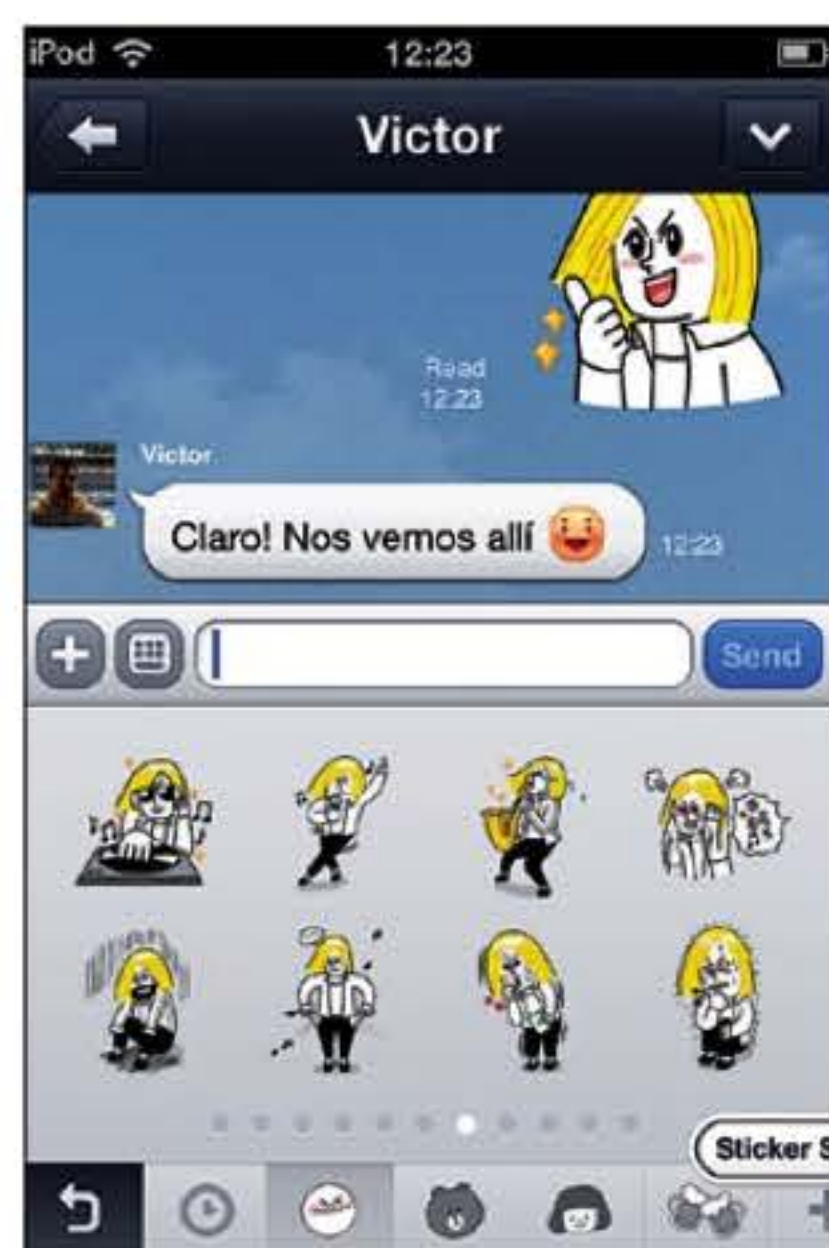 iPod 12:23
Victor
Read
12:23
Victor
Claro! Nos vemos allí
12:23
Send
Sticker S